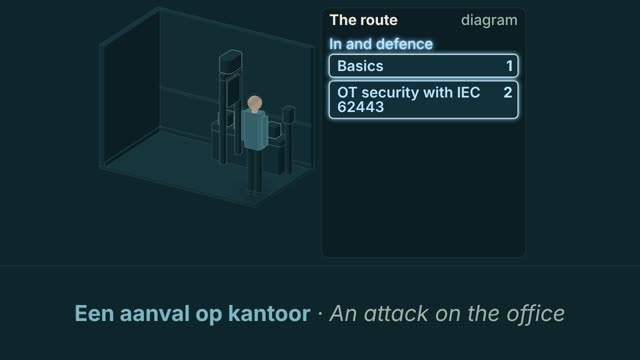 The route diagram
In and defence
Basics 1
OT security with IEC 2
62443
Een aanval op kantoor · An attack on the office